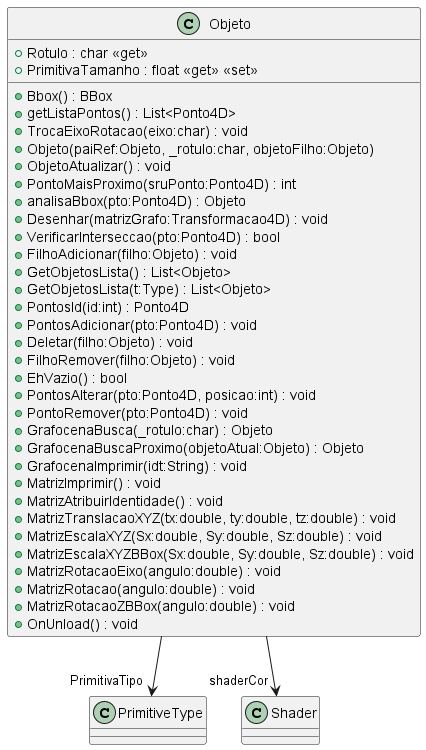 C Objeto
Rotulo : char «get»
PrimitivaTamanho : float «get» «set»
Bbox() : BBox
getListaPontos() : List<Ponto4D>
TrocaEixoRotacao(eixo:char) : void
Objeto(paiRef:Objeto, _rotulo:char, objetoFilho:Objeto)
ObjetoAtualizar() : void
PontoMaisProximo(sruPonto:Ponto4D) : int
analisaBbox(pto:Ponto4D) : Objeto
Desenhar(matrizGrafo:Transformacao4D) : void
VerificarInterseccao(pto:Ponto4D) : bool
FilhoAdicionar(filho:Objeto) : void
GetObjetosLista() : List<Objeto>
GetObjetosLista(t:Type) : List<Objeto>
PontosId(id:int) : Ponto4D
PontosAdicionar(pto:Ponto4D) : void
Deletar(filho:Objeto) : void
FilhoRemover(filho:Objeto) : void
EhVazio() : bool
PontosAlterar(pto:Ponto4D, posicao:int) : void
PontoRemover(pto:Ponto4D) : void
GrafocenaBusca(_rotulo:char) : Objeto
GrafocenaBuscaProximo(objetoAtual:Objeto) : Objeto
GrafocenaImprimir(idt:String) : void
MatrizImprimir() : void
MatrizAtribuirIdentidade() : void
MatrizTranslacaoXYZ(tx:double, ty:double, tz:double) : void
MatrizEscalaXYZ(Sx:double, Sy:double, Sz:double) : void
MatrizEscalaXYZBBox(Sx:double, Sy:double, Sz:double) : void
MatrizRotacaoEixo(angulo:double) : void
MatrizRotacao(angulo:double) : void
MatrizRotacaoZBBox(angulo:double) : void
OnUnload() : void
PrimitivaTipo
shaderCor
C PrimitiveType
C Shader